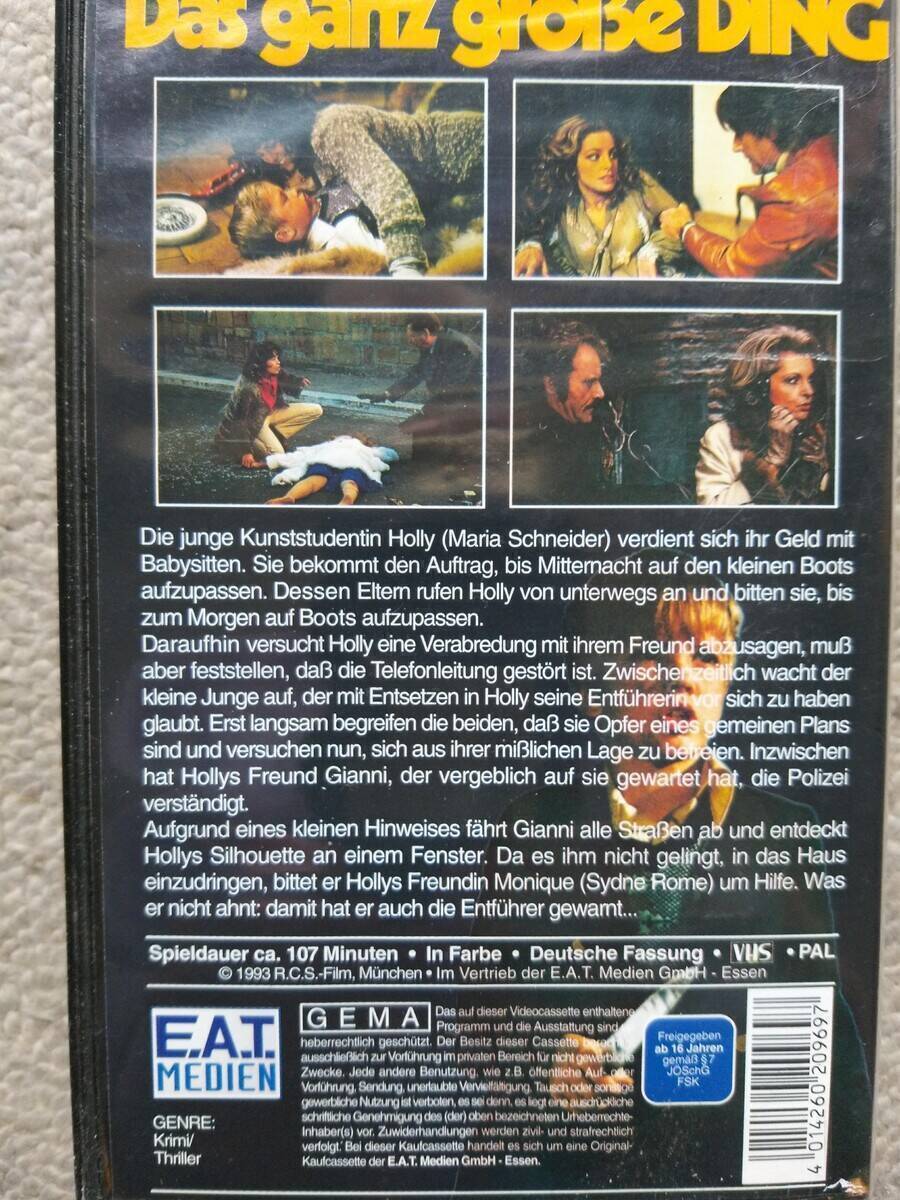 Das ganz große DING
Die junge Kunststudentin Holly (Maria Schneider) verdient sich ihr Geld mit
Babysitten. Sie bekommt den Auftrag, bis Mitternacht auf den kleinen Boots
aufzupassen. Dessen Eltern rufen Holly von unterwegs an und bitten sie, bis
zum Morgen auf Boots aufzupassen.
Daraufhin versucht Holly eine Verabredung mit ihrem Freund abzusagen, muß
aber feststellen, daß die Telefonleitung gestört ist. Zwischenzeitlich wacht der
kleine Junge auf, der mit Entsetzen in Holly seine Entführerin vor sich zu haben
glaubt. Erst langsam begreifen die beiden, daß sie Opfer eines gemeinen Plans
sind und versuchen nun, sich aus ihrer mißlichen Lage zu befreien. Inzwischen
hat Hollys Freund Gianni, der vergeblich auf sie gewartet hat, die Polizei
verständigt.
Aufgrund eines kleinen Hinweises fährt Gianni alle Straßen ab und entdeckt
Hollys Silhouette an einem Fenster. Da es ihm nicht gelingt, in das Haus
einzudringen, bittet er Hollys Freundin Monique (Sydne Rome) um Hilfe. Was
er nicht ahnt: damit hat er auch die Entführer gewarnt...
Spieldauer ca. 107 Minuten • In Farbe • Deutsche Fassung • VHS • PAL
© 1993 R.C.S.-Film, München • Im Vertrieb der E.A.T. Medien GmbH - Essen
E.A.T.
MEDIEN
GENRE:
Krimi/
Thriller
GEMA
Das auf dieser Videocassette enthaltene
Programm und die Ausstattung sind
heberrechtlich geschützt. Der Besitz dieser Cassette berech
ausschließlich zur Vorführung im privaten Bereich für nicht gewerbliche
Zwecke. Jede andere Benutzung, wie z.B. öffentliche Auf- oder
Vorführung, Sendung, unerlaubte Vervielfältigung, Tausch oder sonstige
gewerbliche Nutzung ist verboten, es sei denn, es liegt eine ausdrückliche
schriftliche Genehmigung des (der) oben bezeichneten Urheberrechte-
Inhaber(s) vor. Zuwiderhandlungen werden zivil- und strafrechtlich
verfolgt. Bei dieser Kaufcassette handelt es sich um eine Original-
Kaufcassette der E.A.T. Medien GmbH - Essen.
Freigegeben
ab 16 Jahren
gemäß § 7
JÖSchG
FSK
4 014260 209697